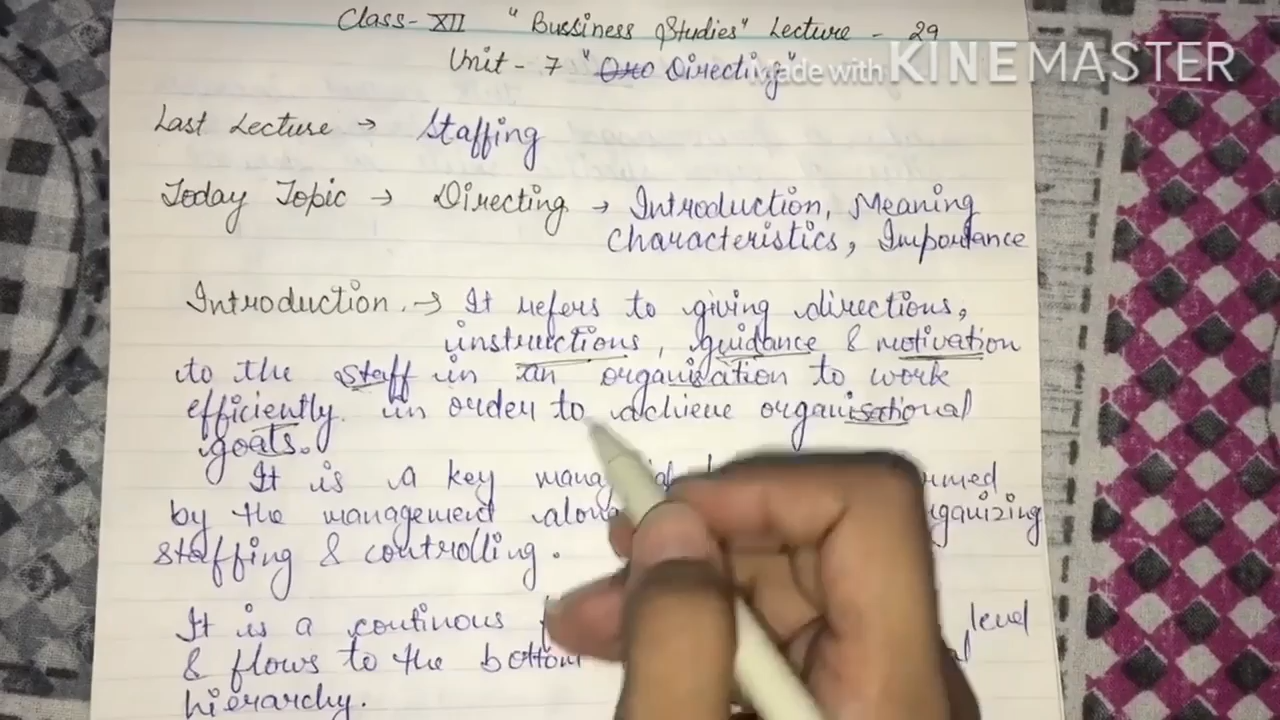 Class- XII "Bussiness Studies" Lecture - 29
Unit - 7 "Directing"
Made with KINEMASTER
Last Lecture → Staffing
Today Topic → Directing → Introduction, Meaning
Characteristics, Importance
Introduction. → It refers to giving directions,
instructions, guidance & motivation
to the staff in an organisation to work
efficiently in order to achieve organisational
goals.
It is a key
by the management
staffing & controlling.
It is a continous level
& flows to the bottom
hierarchy.